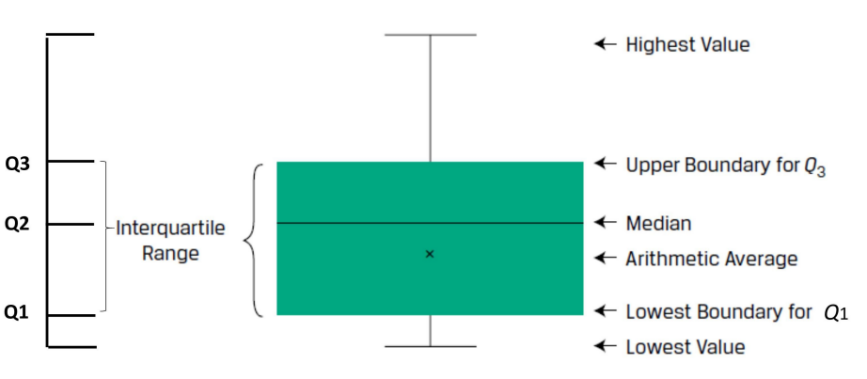 Highest Value
Q3
Upper Boundary for Q3
Q2
Interquartile
Range
Median
Arithmetic Average
Q1
Lowest Boundary for Q1
Lowest Value